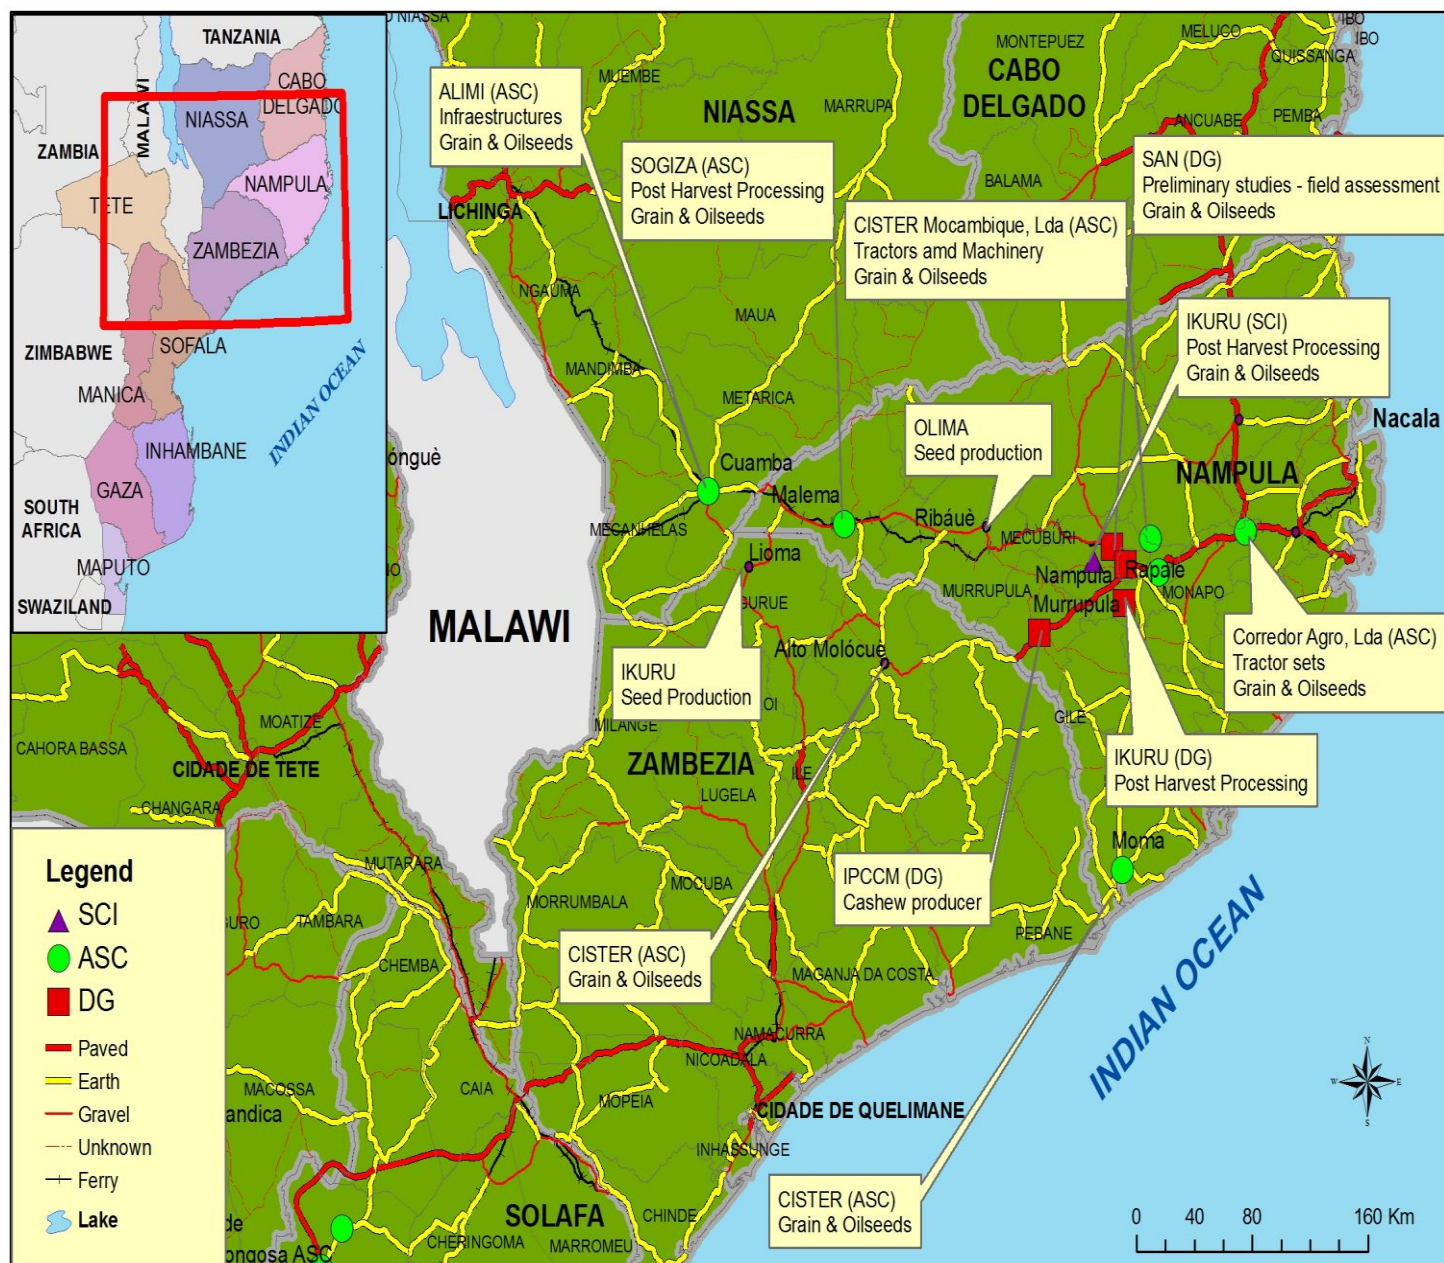 TANZANIA
CABO
DELGADO
MALAWI
NIASSA
ZAMBIA
NAMPULA
TETE
ZAMBEZIA
ZIMBABWE
SOFALA
MANICA
INDIAN OCEAN
INHAMBANE
GAZA
SOUTH
AFRICA
MAPUTO
SWAZILAND
NIASSA
MUEMBE
MARRUPA
NIASSA
MONTEPUEZ
CABO
DELGADO
MELUCO
IBO
IBO
QUISSANGA
ANCUABE
PEMBA
BALAMA
ALIMI (ASC)
Infraestructures
Grain & Oilseeds
SOGIZA (ASC)
Post Harvest Processing
Grain & Oilseeds
CISTER Mocambique, Lda (ASC)
Tractors amd Machinery
Grain & Oilseeds
SAN (DG)
Preliminary studies - field assessment
Grain & Oilseeds
IKURU (SCI)
Post Harvest Processing
Grain & Oilseeds
LICHINGA
NGAUMA
MAUA
MANDIMBA
METARICA
OLIMA
Seed production
Nacala
NAMPULA
Cuamba
Malema
Ribáuè
MECUBURI
MECANHELAS
Lioma
Nampula
Rapale
MURRUPULA
Murrupula
MONAPO
GURUE
Alto Molócuè
MALAWI
IKURU
Seed Production
Corredor Agro, Lda (ASC)
Tractor sets
Grain & Oilseeds
OI
MILANGE
GILE
MOATIZE
CAHORA BASSA
CIDADE DE TETE
ZAMBEZIA
ILE
LUGELA
IKURU (DG)
Post Harvest Processing
CHANGARA
Moma
MUTARARA
MOCUBA
MORRUMBALA
IPCCM (DG)
Cashew producer
GURO
TAMBARA
PEBANE
CHEMBA
CISTER (ASC)
Grain & Oilseeds
MAGANJA DA COSTA
INDIAN OCEAN
NAMACURRA
NICOADALA
MACOSSA
andica
CAIA
MOPEIA
CIDADE DE QUELIMANE
INHASSUNGE
CISTER (ASC)
Grain & Oilseeds
SOLAFA
CHINDE
CHERINGOMA
MARROMEU
de
ongosa ASC
ónguè
Legend
SCI
ASC
DG
Paved
Earth
Gravel
Unknown
Ferry
Lake
N
W
E
S
0 40 80 160 Km